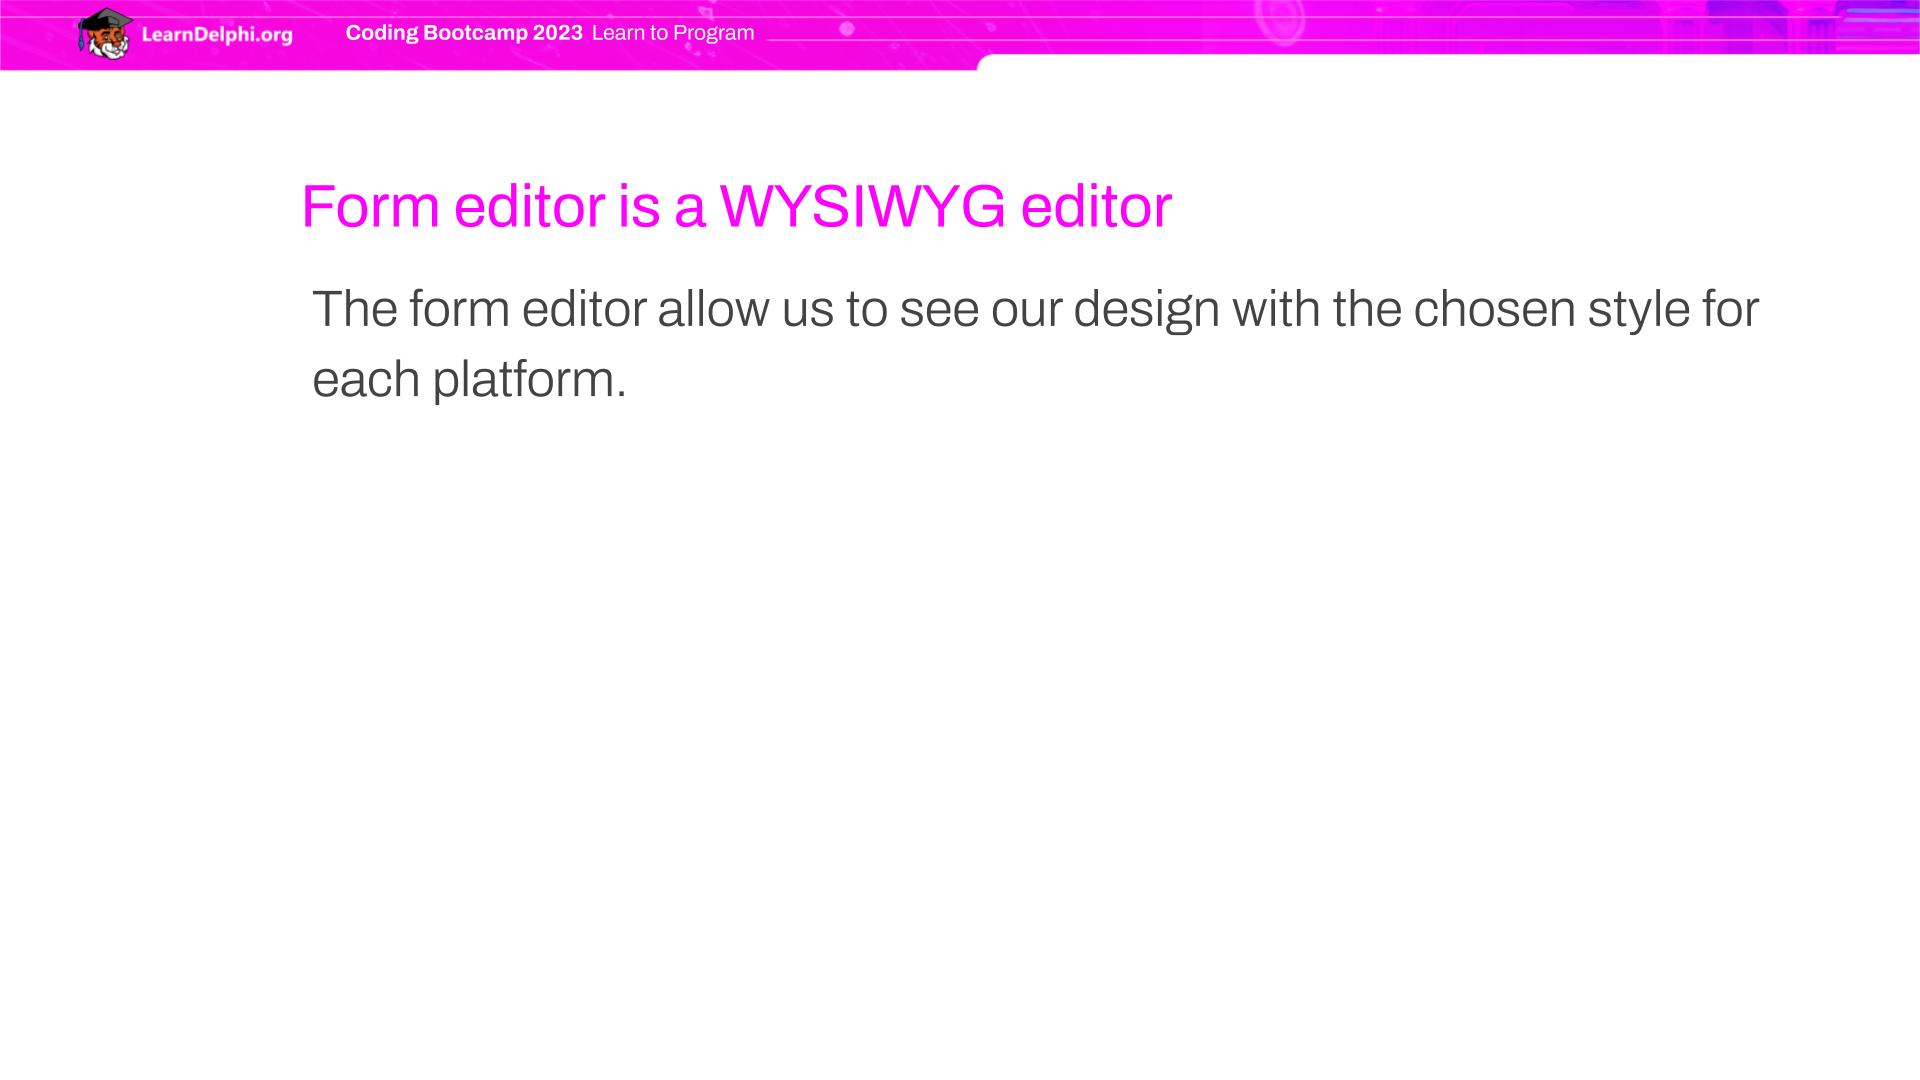 LearnDelphi.org
Coding Bootcamp 2023 Learn to Program
Form editor is a WYSIWYG editor
The form editor allow us to see our design with the chosen style for
each platform.